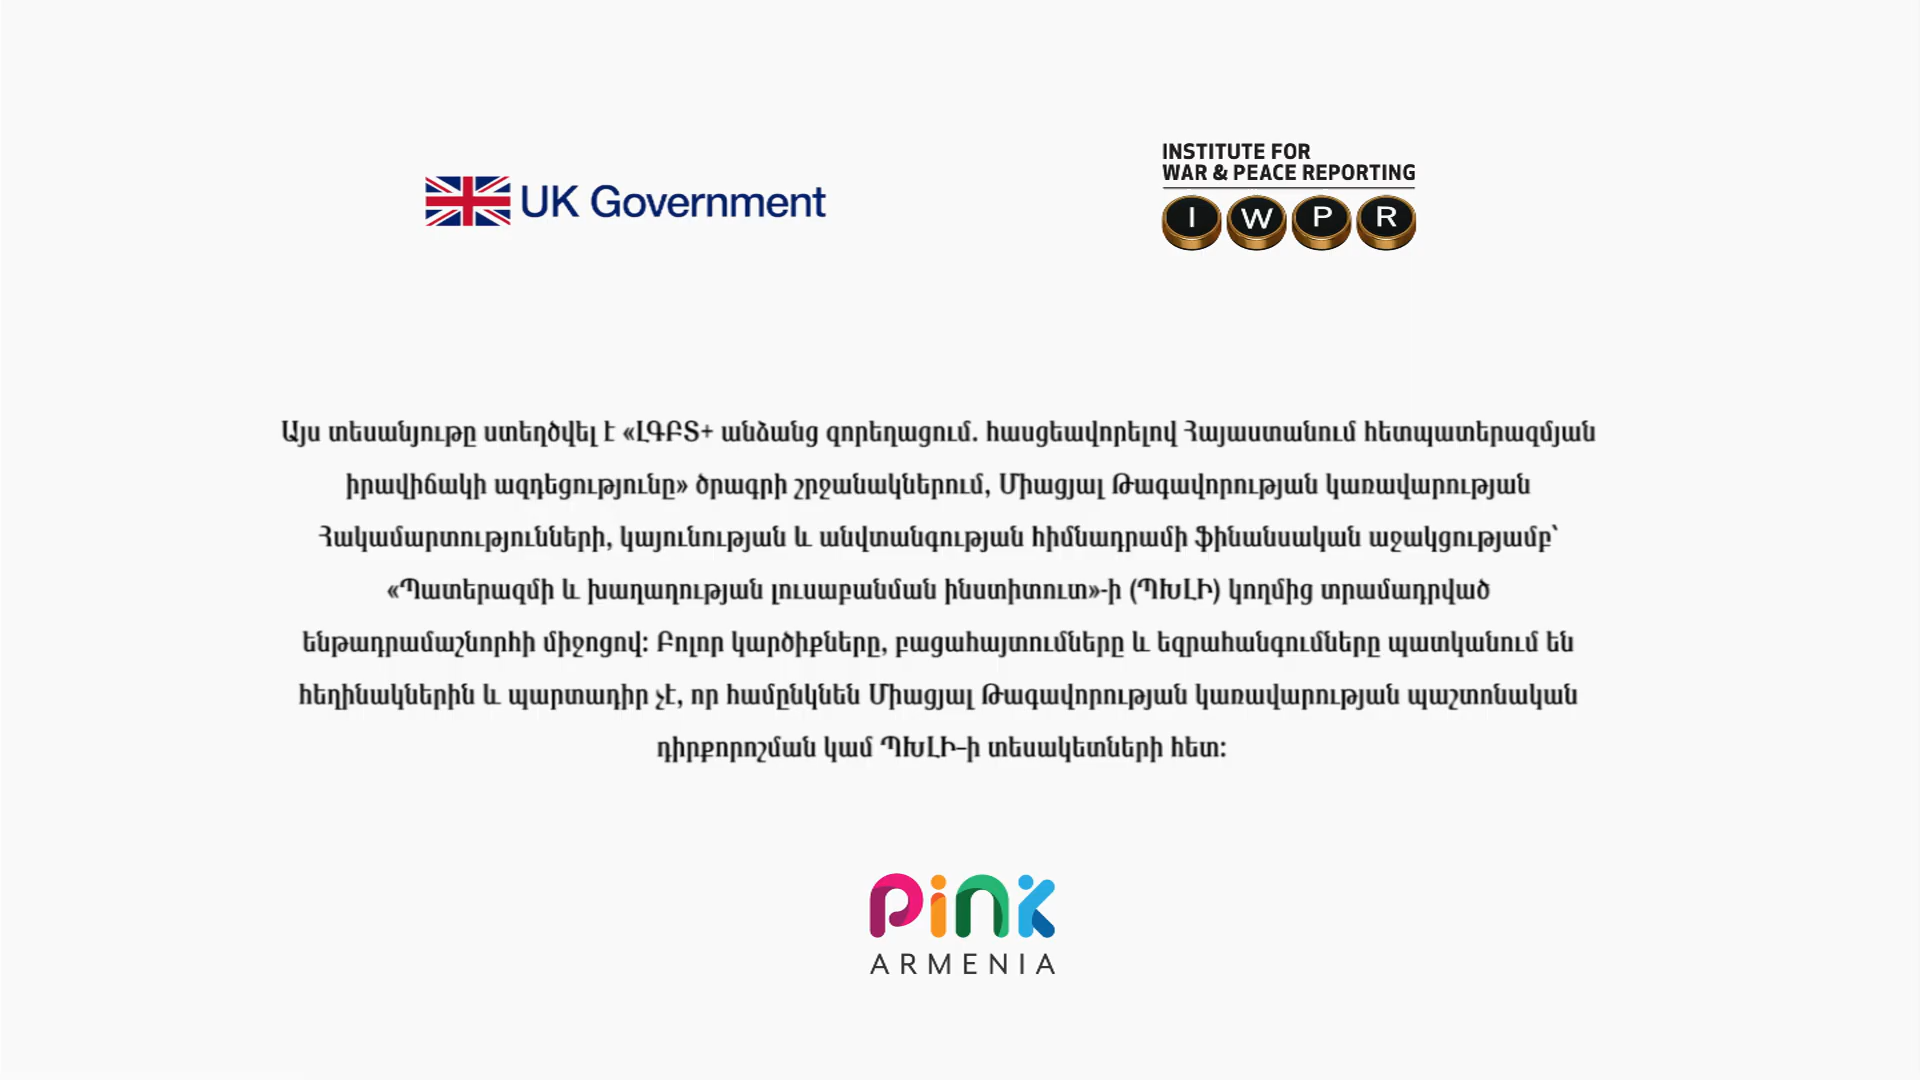 UK Government
INSTITUTE FOR
WAR & PEACE REPORTING
I W P R
Այս տեսանյութը ստեղծվել է «ԼԳԲՏ+ անձանց զորեղացում. հասցեավորելով Հայաստանում հետպատերազմյան
իրավիճակի ազդեցությունը» ծրագրի շրջանակներում, Միացյալ Թագավորության կառավարության
Հակամարտությունների, կայունության և անվտանգության հիմնադրամի ֆինանսական աջակցությամբ՝
«Պատերազմի և խաղաղության լուսաբանման ինստիտուտ»-ի (ՊԽԼԻ) կողմից տրամադրված
ենթադրամաշնորհի միջոցով: Բոլոր կարծիքները, բացահայտումները և եզրահանգումները պատկանում են
հեղինակներին և պարտադիր չէ, որ համընկնեն Միացյալ Թագավորության կառավարության պաշտոնական
դիրքորոշման կամ ՊԽԼԻ–ի տեսակետների հետ:
pink
ARMENIA